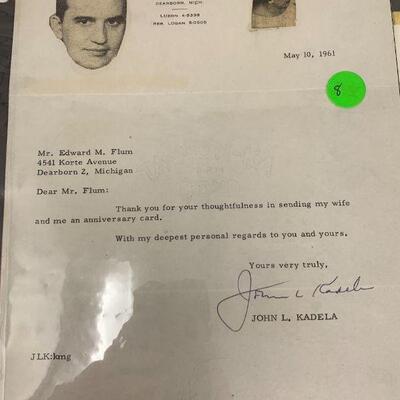 DEARBORN, MICH.
LUZON 4-5338
RES. LOGAN 5-0505
May 10, 1961
8
Mr. Edward M. Flum
4541 Korte Avenue
Dearborn 2, Michigan
Dear Mr. Flum:
Thank you for your thoughtfulness in sending my wife
and me an anniversary card.
With my deepest personal regards to you and yours.
Yours very truly,
John L Kadela
JOHN L. KADELA
JLK:kmg